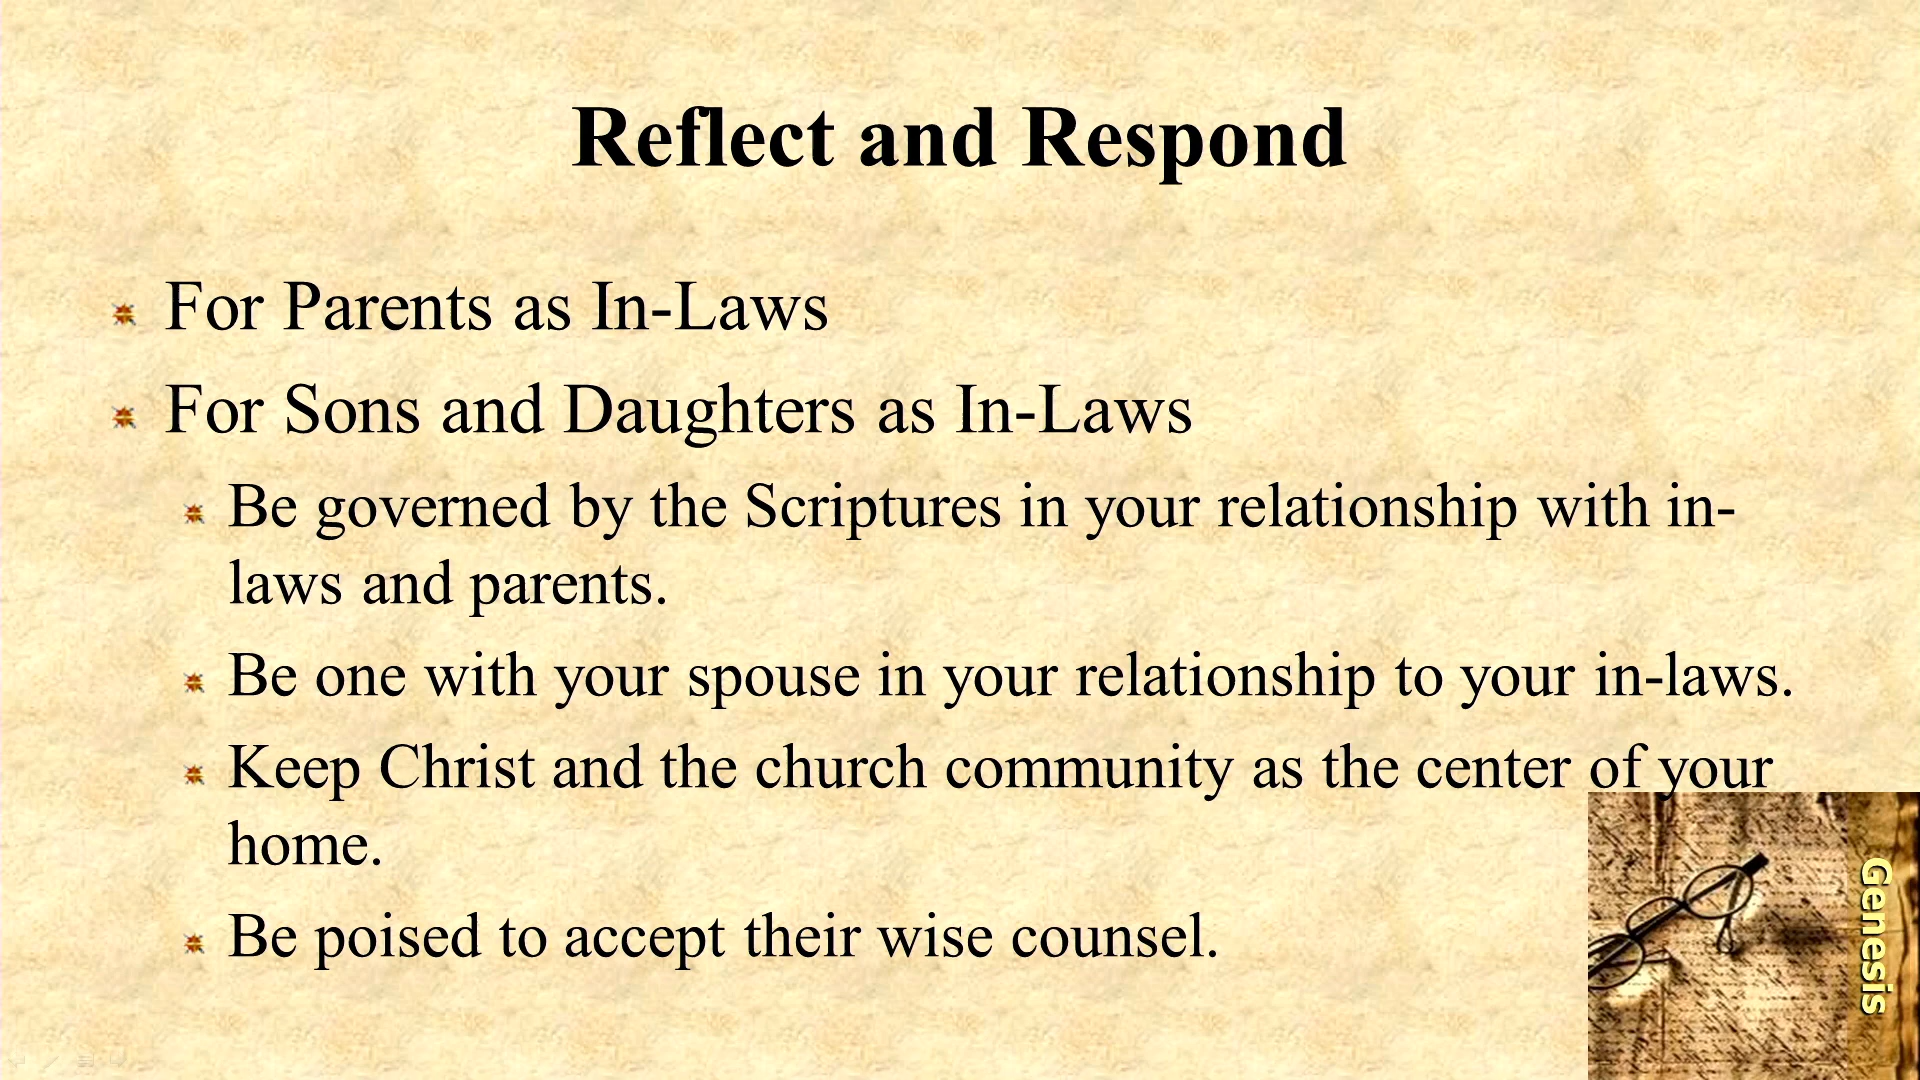 Reflect and Respond
For Parents as In-Laws
For Sons and Daughters as In-Laws
Be governed by the Scriptures in your relationship with in-
laws and parents.
Be one with your spouse in your relationship to your in-laws.
Keep Christ and the church community as the center of your
home.
Be poised to accept their wise counsel.
Genesis